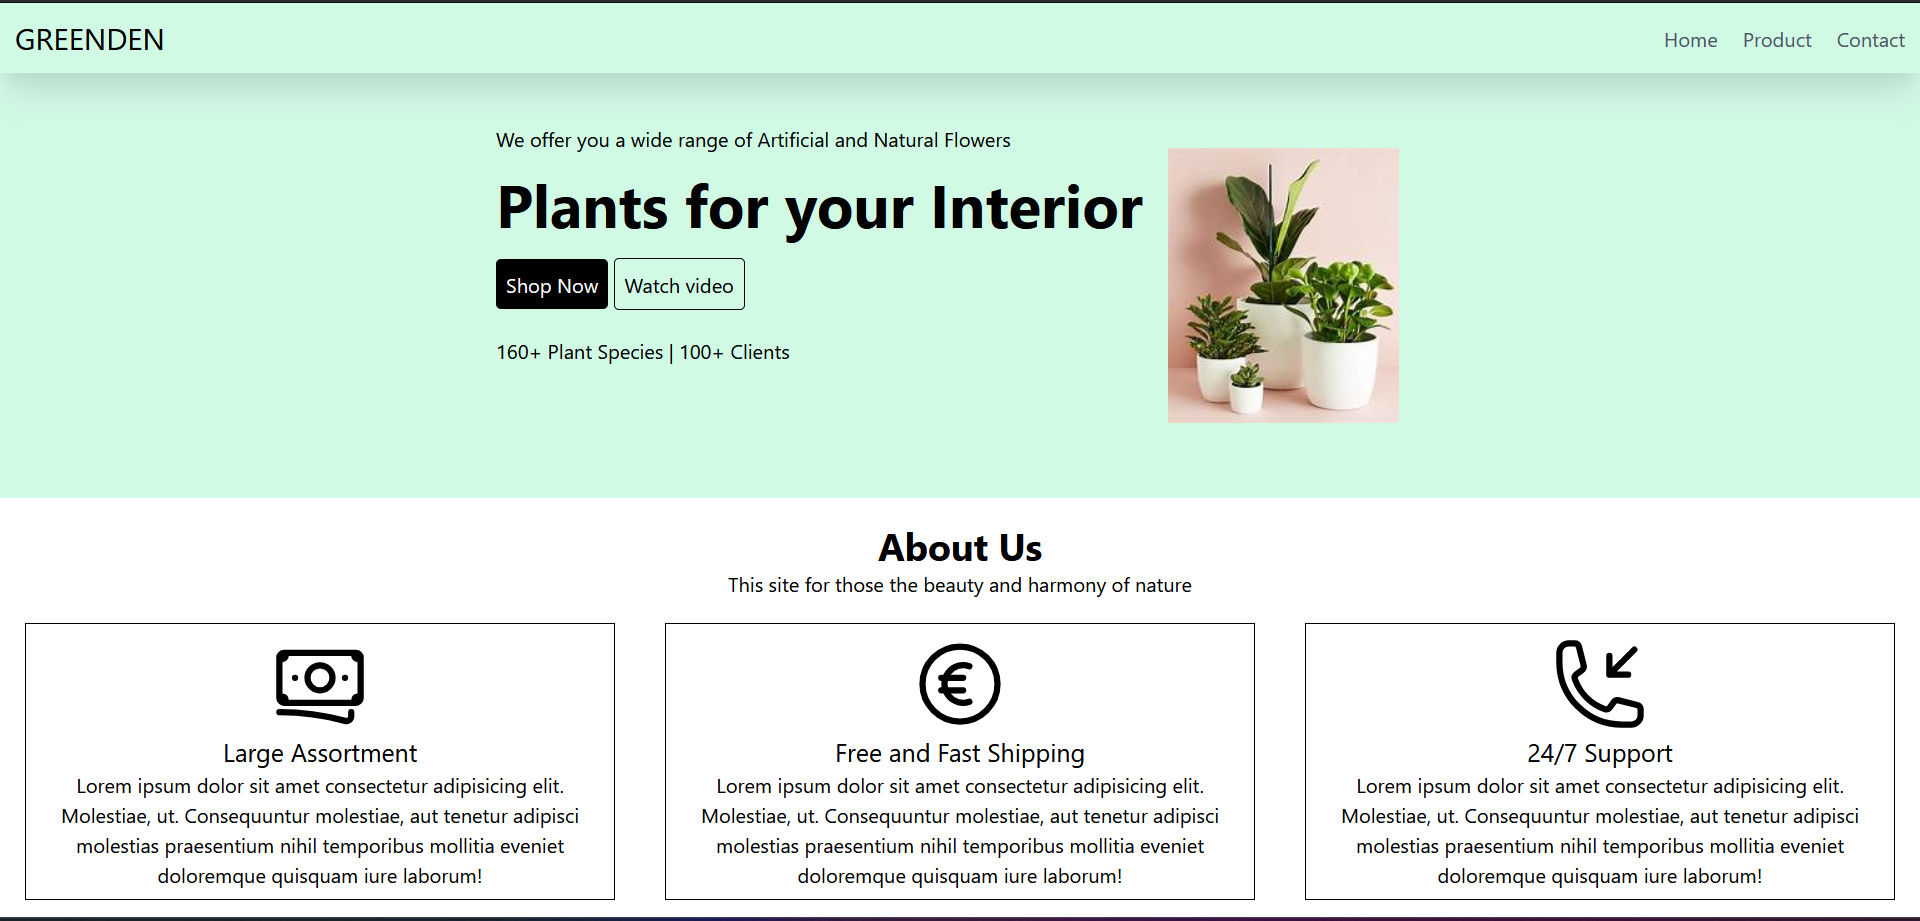 GREENDEN
Home Product Contact
We offer you a wide range of Artificial and Natural Flowers
Plants for your Interior
Shop Now Watch video
160+ Plant Species | 100+ Clients
About Us
This site for those the beauty and harmony of nature
Large Assortment
Lorem ipsum dolor sit amet consectetur adipisicing elit.
Molestiae, ut. Consequuntur molestiae, aut tenetur adipisci
molestias praesentium nihil temporibus mollitia eveniet
doloremque quisquam iure laborum!
€
Free and Fast Shipping
Lorem ipsum dolor sit amet consectetur adipisicing elit.
Molestiae, ut. Consequuntur molestiae, aut tenetur adipisci
molestias praesentium nihil temporibus mollitia eveniet
doloremque quisquam iure laborum!
24/7 Support
Lorem ipsum dolor sit amet consectetur adipisicing elit.
Molestiae, ut. Consequuntur molestiae, aut tenetur adipisci
molestias praesentium nihil temporibus mollitia eveniet
doloremque quisquam iure laborum!